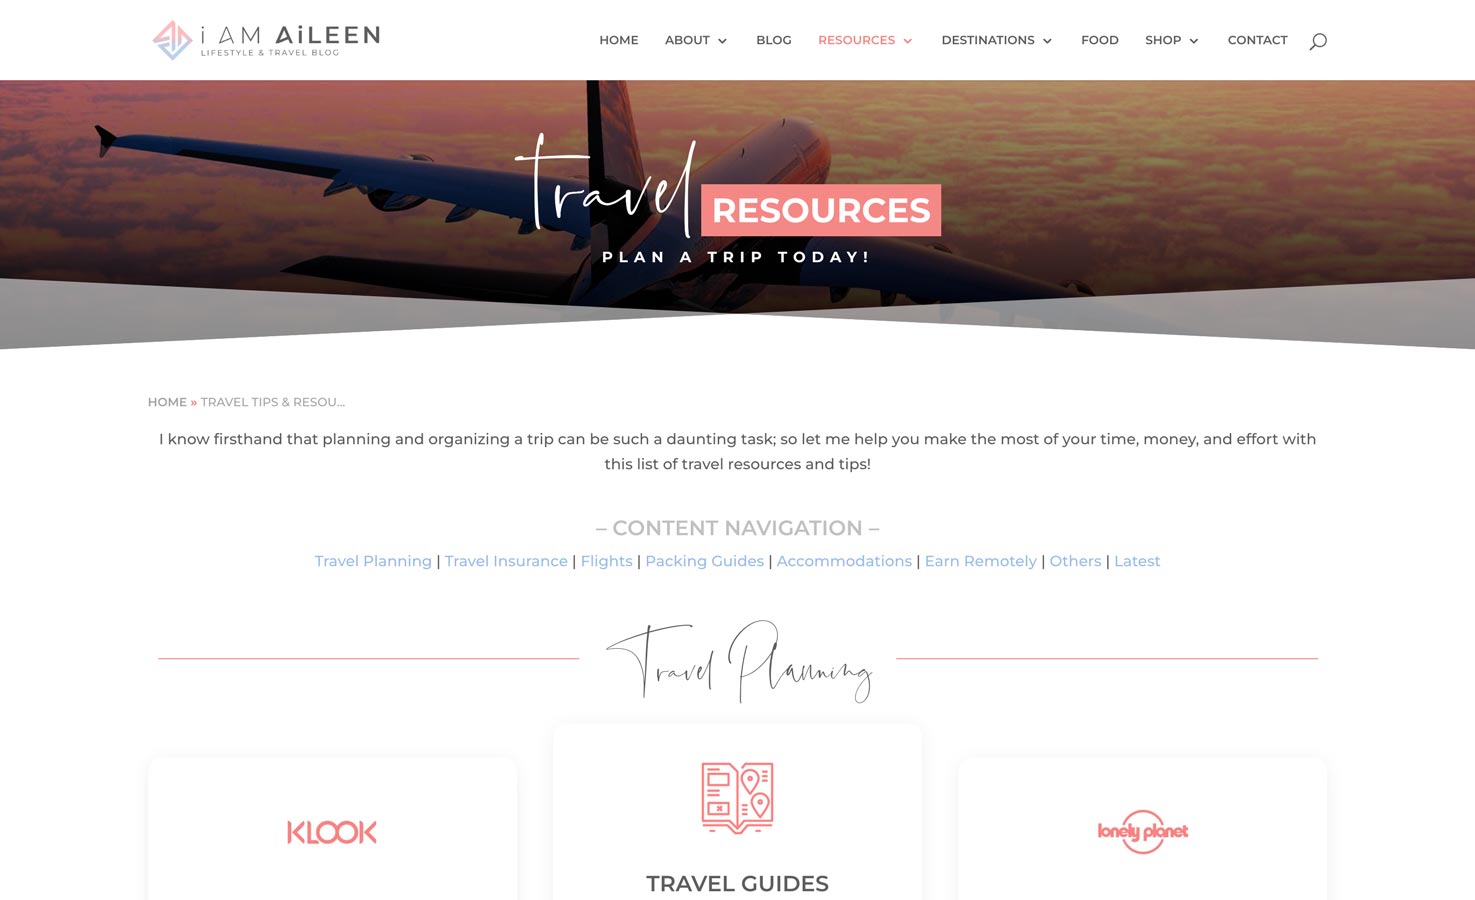 i AM AiLEEN
LIFESTYLE & TRAVEL BLOG
HOME ABOUT BLOG RESOURCES DESTINATIONS FOOD SHOP CONTACT
travel RESOURCES
PLAN A TRIP TODAY!
HOME » TRAVEL TIPS & RESOU...
I know firsthand that planning and organizing a trip can be such a daunting task; so let me help you make the most of your time, money, and effort with
this list of travel resources and tips!
– CONTENT NAVIGATION –
Travel Planning | Travel Insurance | Flights | Packing Guides | Accommodations | Earn Remotely | Others | Latest
Travel Planning
KLOOK
lonely planet
TRAVEL GUIDES